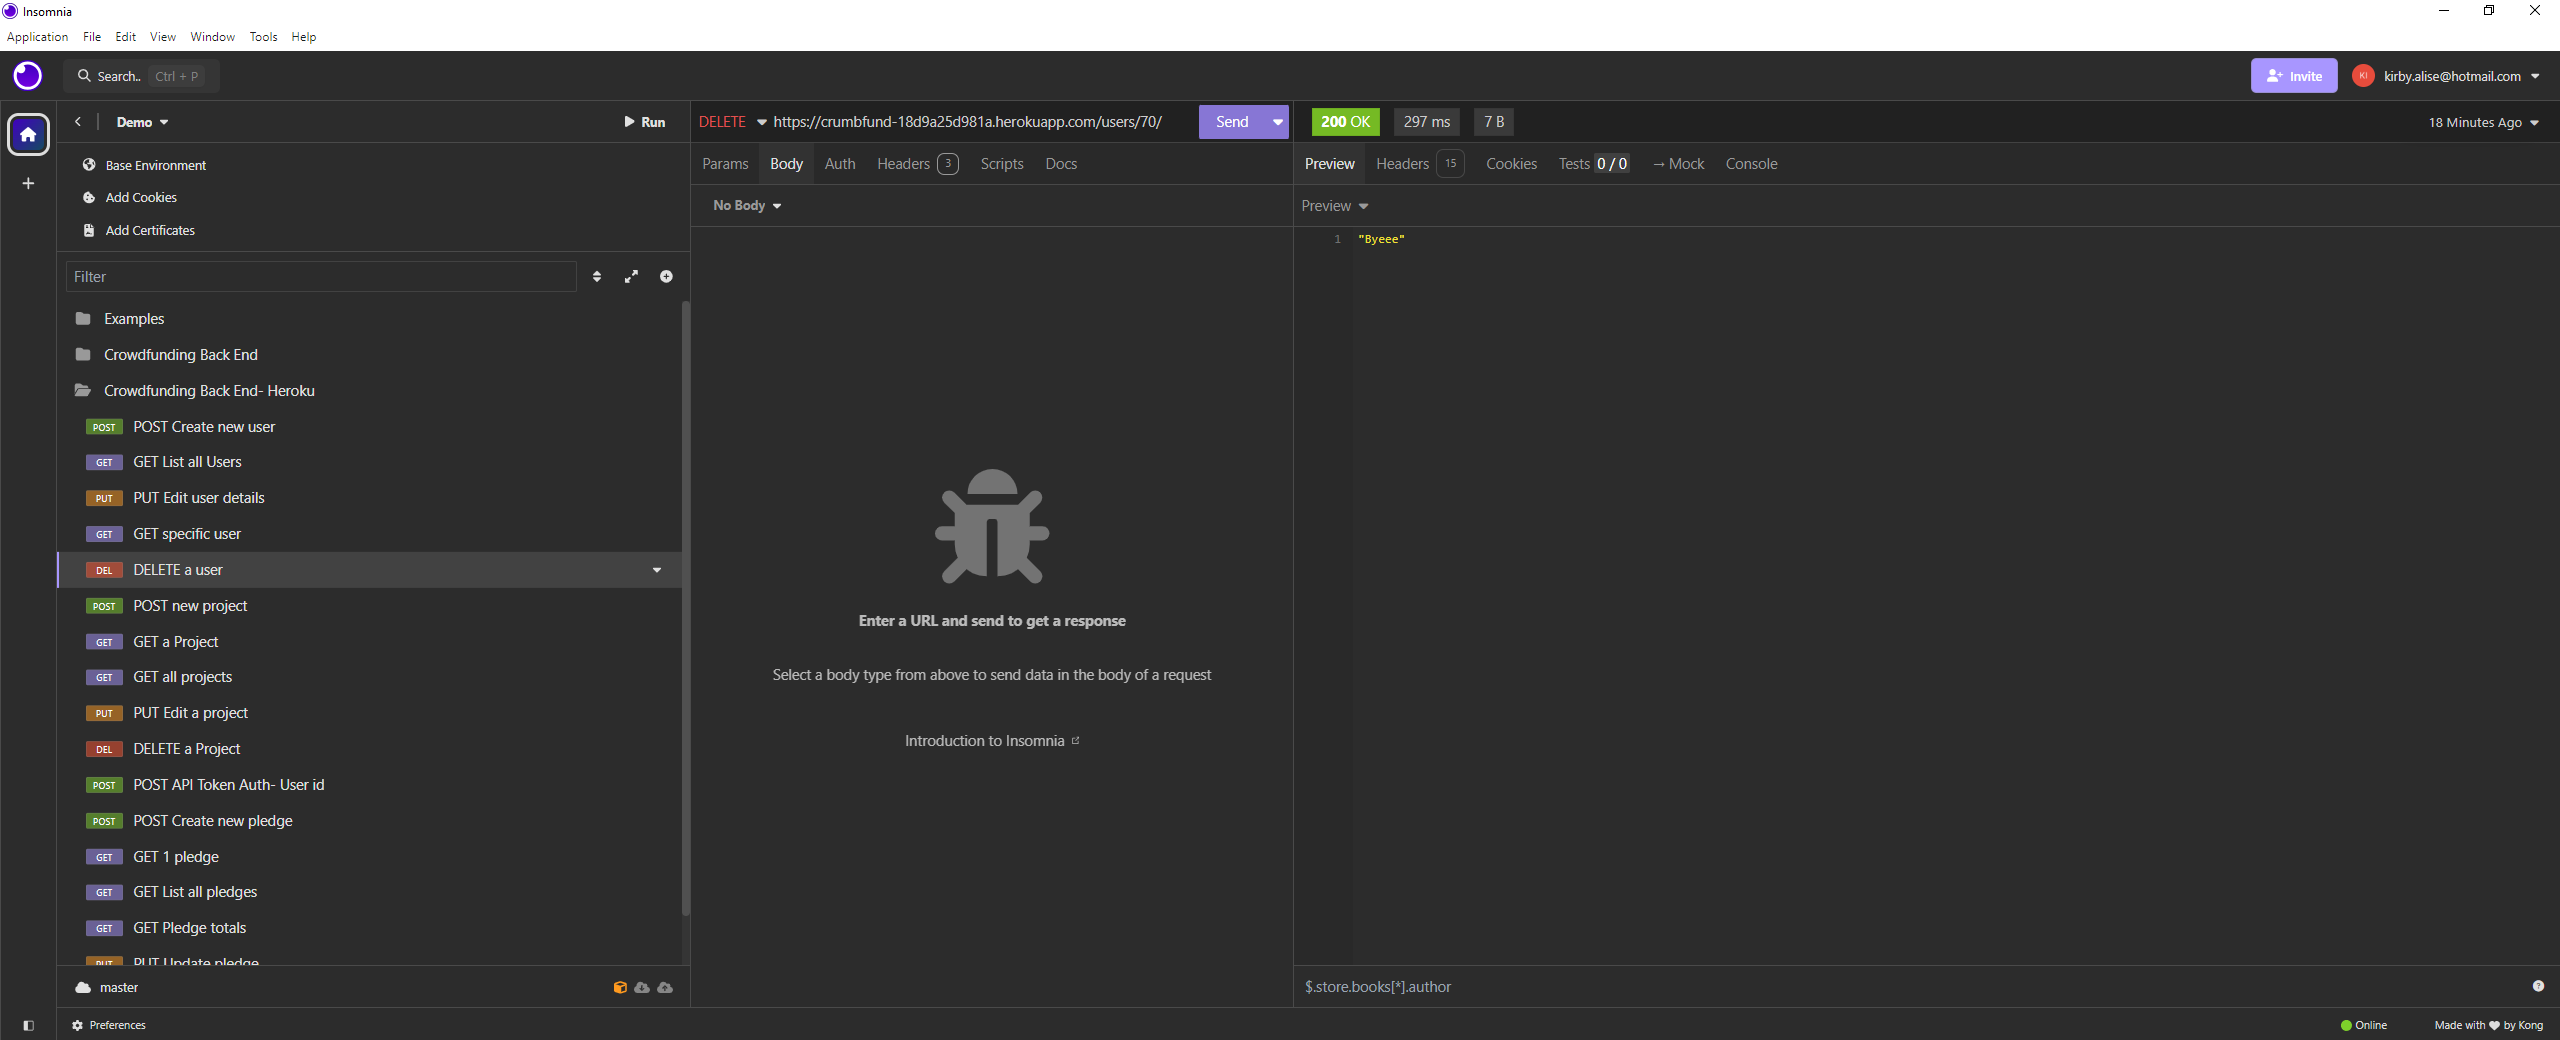 Insomnia
Application File Edit View Window Tools Help
Search.. Ctrl + P
Invite KI kirby.alise@hotmail.com
Demo Run
Base Environment
Add Cookies
Add Certificates
Filter
Examples
Crowdfunding Back End
Crowdfunding Back End- Heroku
POST POST Create new user
GET GET List all Users
PUT PUT Edit user details
GET GET specific user
DEL DELETE a user
POST POST new project
GET GET a Project
GET GET all projects
PUT PUT Edit a project
DEL DELETE a Project
POST POST API Token Auth- User id
POST POST Create new pledge
GET GET 1 pledge
GET GET List all pledges
GET GET Pledge totals
PUT PUT Update pledge
master
Preferences
DELETE https://crumbfund-18d9a25d981a.herokuapp.com/users/70/ Send
Params Body Auth Headers 3 Scripts Docs
No Body
Enter a URL and send to get a response
Select a body type from above to send data in the body of a request
Introduction to Insomnia
200 OK 297 ms 7 B 18 Minutes Ago
Preview Headers 15 Cookies Tests 0 / 0 → Mock Console
Preview
1 "Byeee"
$.store.books[*].author
Online Made with ♥ by Kong